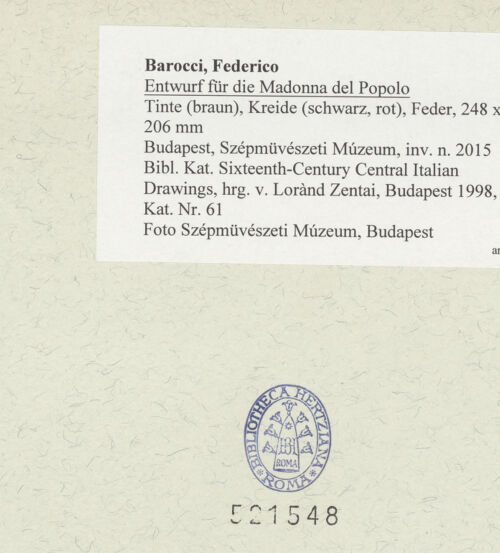 Barocci, Federico
Entwurf für die Madonna del Popolo
Tinte (braun), Kreide (schwarz, rot), Feder, 248 x
206 mm
Budapest, Szépmüvészeti Múzeum, inv. n. 2015
Bibl. Kat. Sixteenth-Century Central Italian
Drawings, hrg. v. Lorànd Zentai, Budapest 1998,
Kat. Nr. 61
Foto Szépmüvészeti Múzeum, Budapest
BIBLIOTHECA HERTZIANA
ROMA
*ROMA*
521548